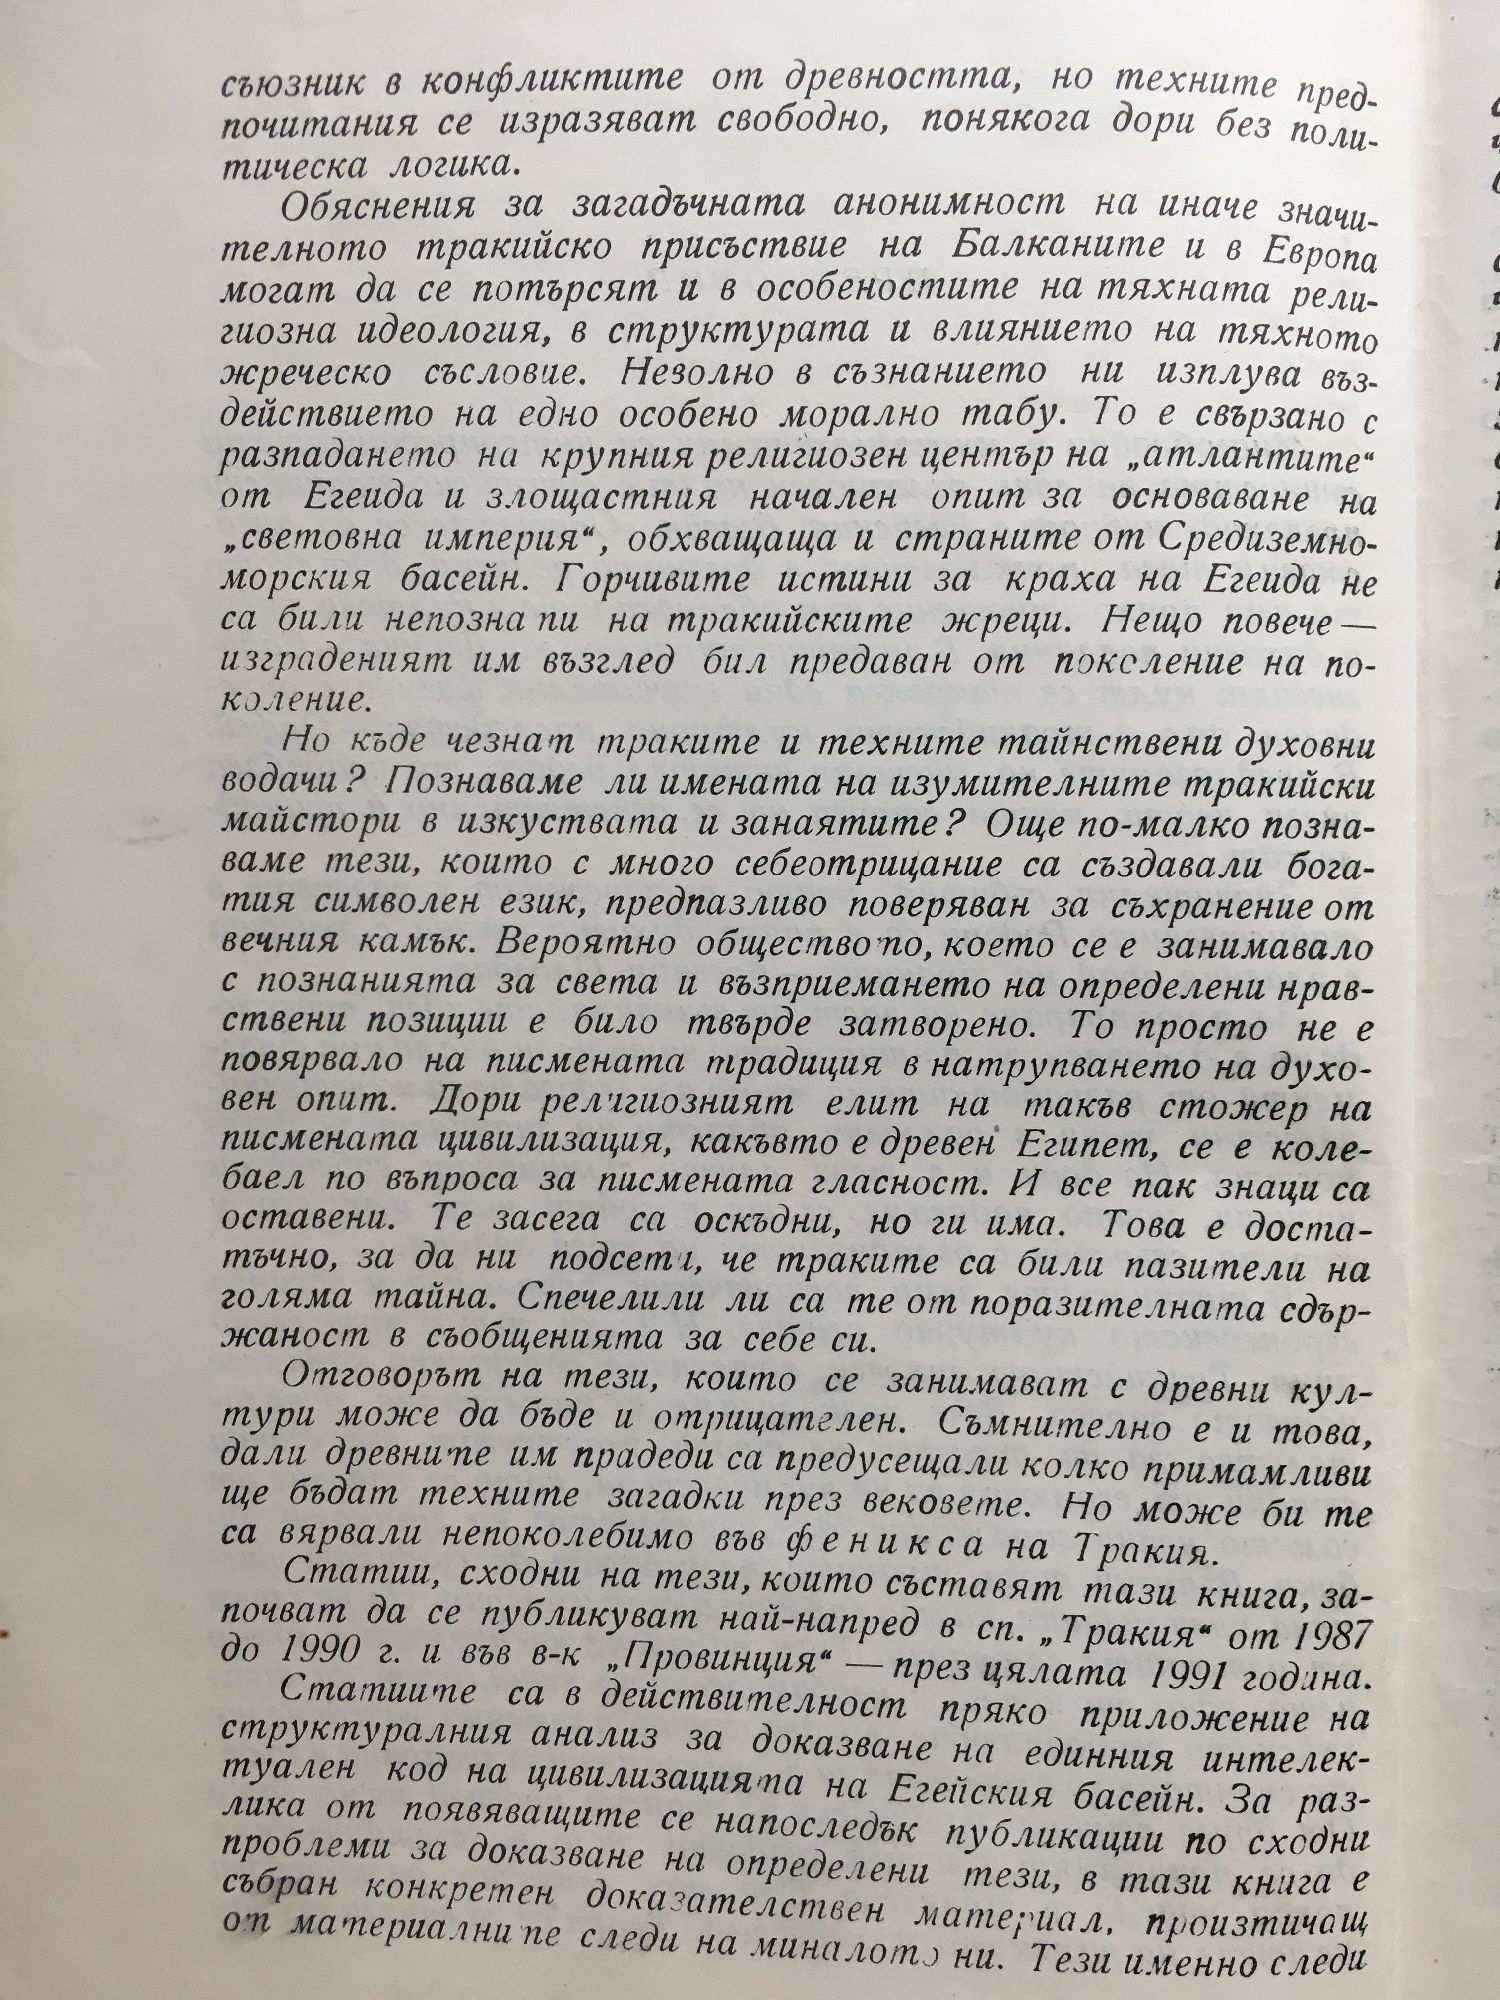 съюзник в конфликтите от древността, но техните пред-
почитания се изразяват свободно, понякога дори без поли-
тическа логика.
Обяснения за загадъчната анонимност на иначе значи-
телното тракийско присъствие на Балканите и в Европа
могат да се потърсят и в особеностите на тяхната рели-
гиозна идеология, в структурата и влиянието на тяхното
жреческо съсловие. Незолно в съзнанието ни изплува въз-
действието на едно особено морално табу. То е свързано с
разпадането на крупния религиозен център на „атлантите“
от Егеида и злощастния начален опит за основаване на
„световна империя“, обхващаща и страните от Средиземно-
морския басейн. Горчивите истини за краха на Егеида не
са били непознати на тракийските жреци. Нещо повече —
изграденият им възглед бил предаван от поколение на по-
коление.
Но къде чезнат траките и техните тайнствени духовни
водачи? Познаваме ли имената на изумителните тракийски
майстори в изкуствата и занаятите? Още по-малко позна-
ваме тези, които с много себеотрицание са създавали бога-
тия символен език, предпазливо поверяван за съхранение от
вечния камък. Вероятно обществото, което се е занимавало
с познанията за света и възприемането на определени нрав-
ствени позиции е било твърде затворено. То просто не е
повярвало на писмената традиция в натрупването на духо-
вен опит. Дори религиозният елит на такъв стожер на
писмената цивилизация, какъвто е древен Египет, се е коле-
баел по въпроса за писмената гласност. И все пак знаци са
оставени. Те засега са оскъдни, но ги има. Това е доста-
тъчно, за да ни подсети, че траките са били пазители на
голяма тайна. Спечелили ли са те от поразителната сдър-
жаност в съобщенията за себе си.
Отговорът на тези, които се занимават с древни кул-
тури може да бъде и отрицателен. Съмнително е и това,
дали древните им прадеди са предусещали колко примамливи
ще бъдат техните загадки през вековете. Но може би те
са вярвали непоколебимо във феникса на Тракия.
Статии, сходни на тези, които съставят тази книга, за-
почват да се публикуват най-напред в сп. „Тракия“ от 1987
до 1990 г. и във в-к „Провинция“ — през цялата 1991 година.
Статиите са в действителност пряко приложение на
структуралния анализ за доказване на единния интелек-
туален код на цивилизацията на Егейския басейн. За раз-
лика от появяващите се напоследък публикации по сходни
проблеми за доказване на определени тези, в тази книга е
събран конкретен доказателствен материал, произтичащ
от материалните следи на миналото ни. Тези именно следи